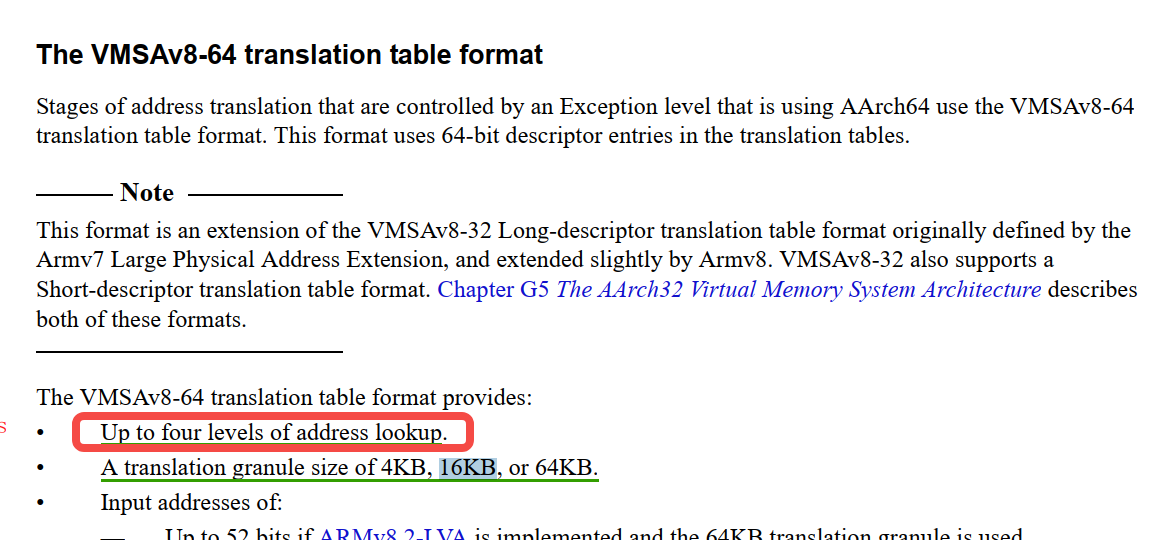 The VMSAv8-64 translation table format
Stages of address translation that are controlled by an Exception level that is using AArch64 use the VMSAv8-64
translation table format. This format uses 64-bit descriptor entries in the translation tables.
Note
This format is an extension of the VMSAv8-32 Long-descriptor translation table format originally defined by the
Armv7 Large Physical Address Extension, and extended slightly by Armv8. VMSAv8-32 also supports a
Short-descriptor translation table format. Chapter G5 The AArch32 Virtual Memory System Architecture describes
both of these formats.
The VMSAv8-64 translation table format provides:
s
• Up to four levels of address lookup.
• A translation granule size of 4KB, 16KB, or 64KB.
• Input addresses of:
— Up to 52 bits if ARMv8.2-LVA is implemented and the 64KB translation granule is used